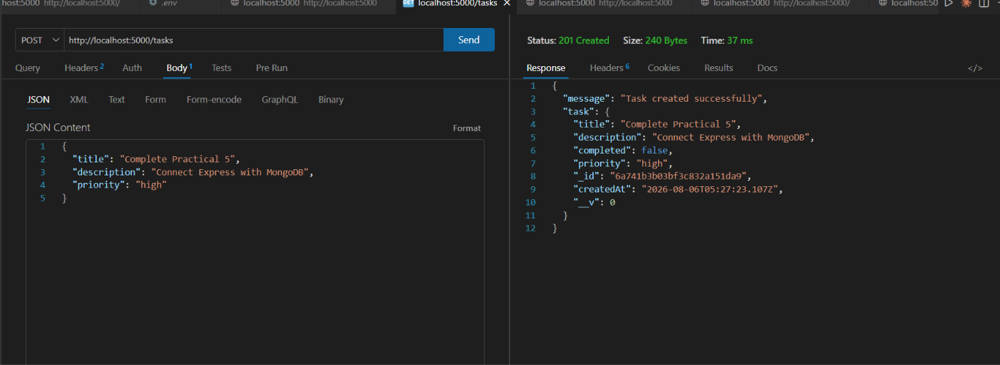 host:5000 http://localhost:5000/ .env localhost:5000 http://localhost:5000 GET localhost:5000/tasks localhost:5000 http://localhost:5000 localhost:5000 http://localhost:5000/ localhost:50
POST http://localhost:5000/tasks Send
Query Headers 2 Auth Body 1 Tests Pre Run
JSON XML Text Form Form-encode GraphQL Binary
JSON Content Format
1 {
2 "title": "Complete Practical 5",
3 "description": "Connect Express with MongoDB",
4 "priority": "high"
5 }
Status: 201 Created Size: 240 Bytes Time: 37 ms
Response Headers 6 Cookies Results Docs </>
1 {
2 "message": "Task created successfully",
3 "task": {
4 "title": "Complete Practical 5",
5 "description": "Connect Express with MongoDB",
6 "completed": false,
7 "priority": "high",
8 "_id": "6a741b3b03bf3c832a151da9",
9 "createdAt": "2026-08-06T05:27:23.107Z",
10 "__v": 0
11 }
12 }